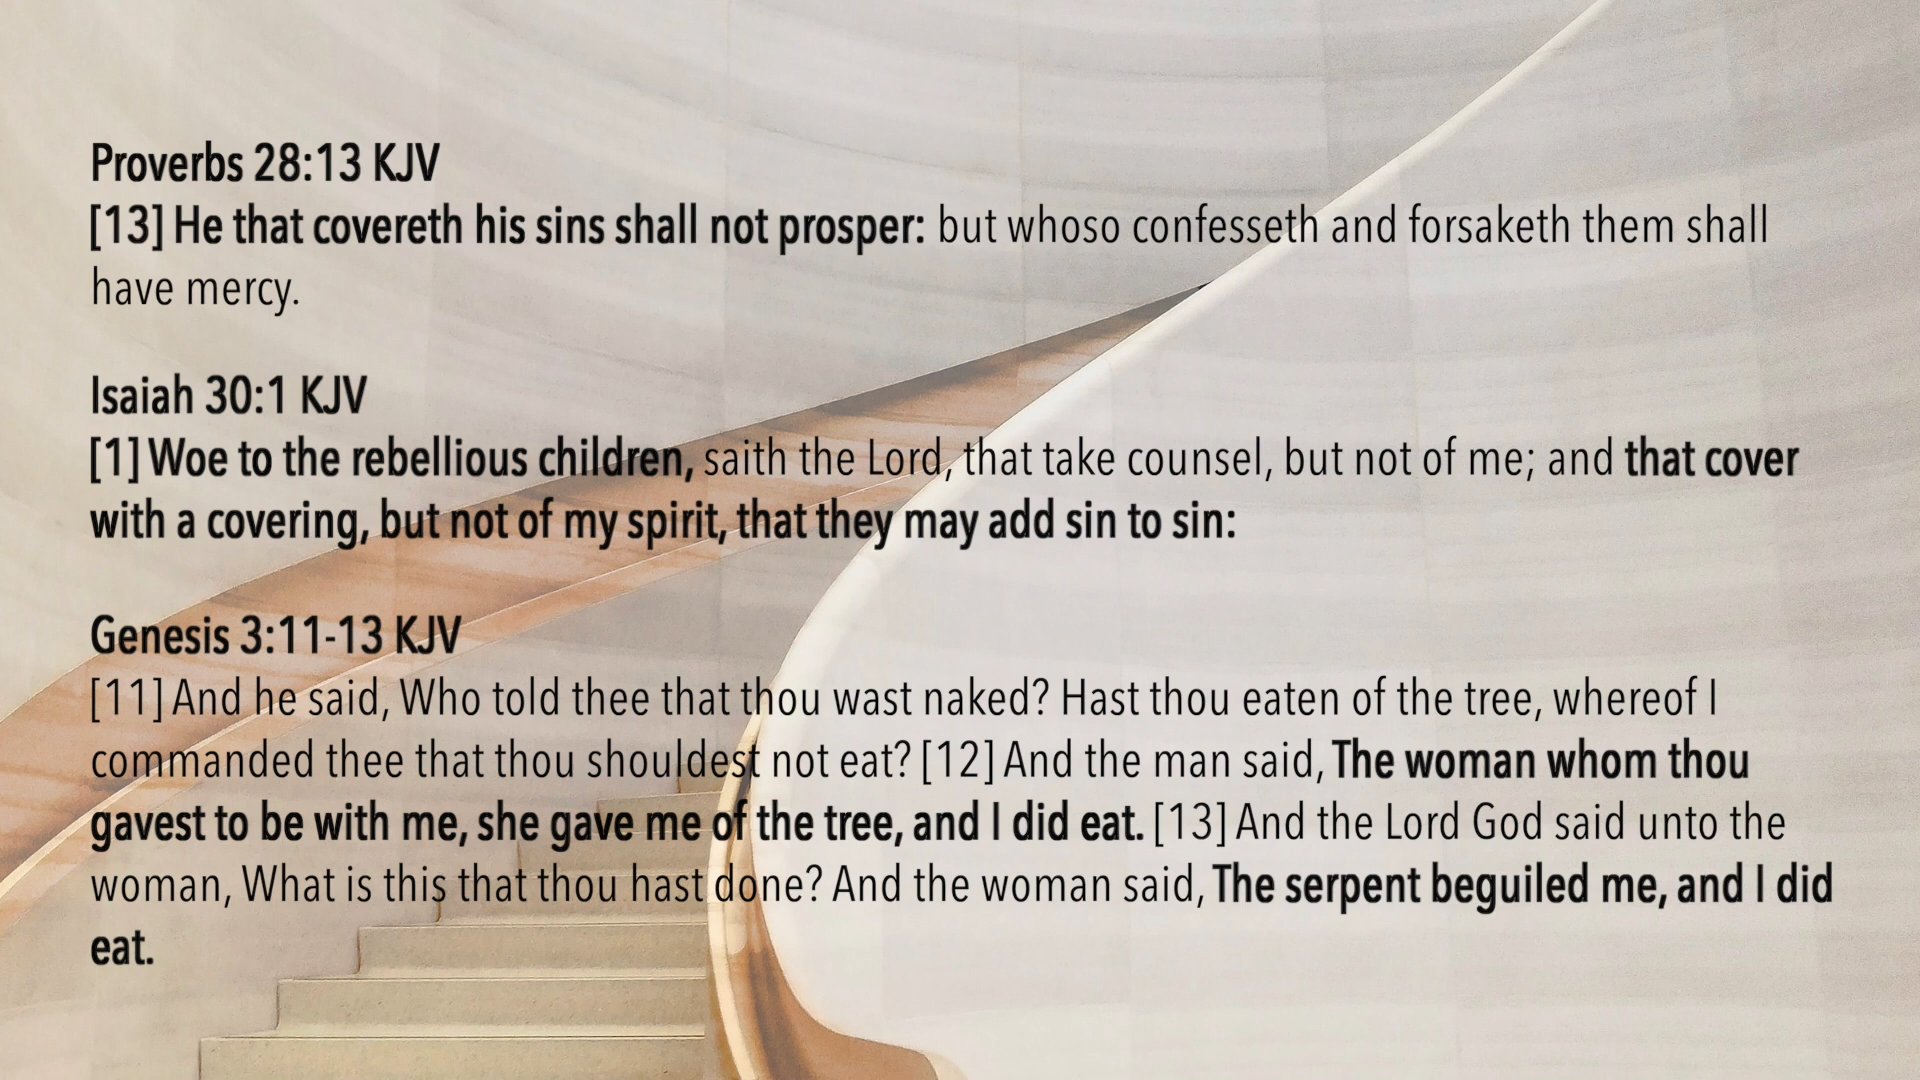 Proverbs 28:13 KJV
[13] He that covereth his sins shall not prosper: but whoso confesseth and forsaketh them shall
have mercy.
Isaiah 30:1 KJV
[1] Woe to the rebellious children, saith the Lord, that take counsel, but not of me; and that cover
with a covering, but not of my spirit, that they may add sin to sin:
Genesis 3:11-13 KJV
[11] And he said, Who told thee that thou wast naked? Hast thou eaten of the tree, whereof I
commanded thee that thou shouldest not eat? [12] And the man said, The woman whom thou
gavest to be with me, she gave me of the tree, and I did eat. [13] And the Lord God said unto the
woman, What is this that thou hast done? And the woman said, The serpent beguiled me, and I did
eat.